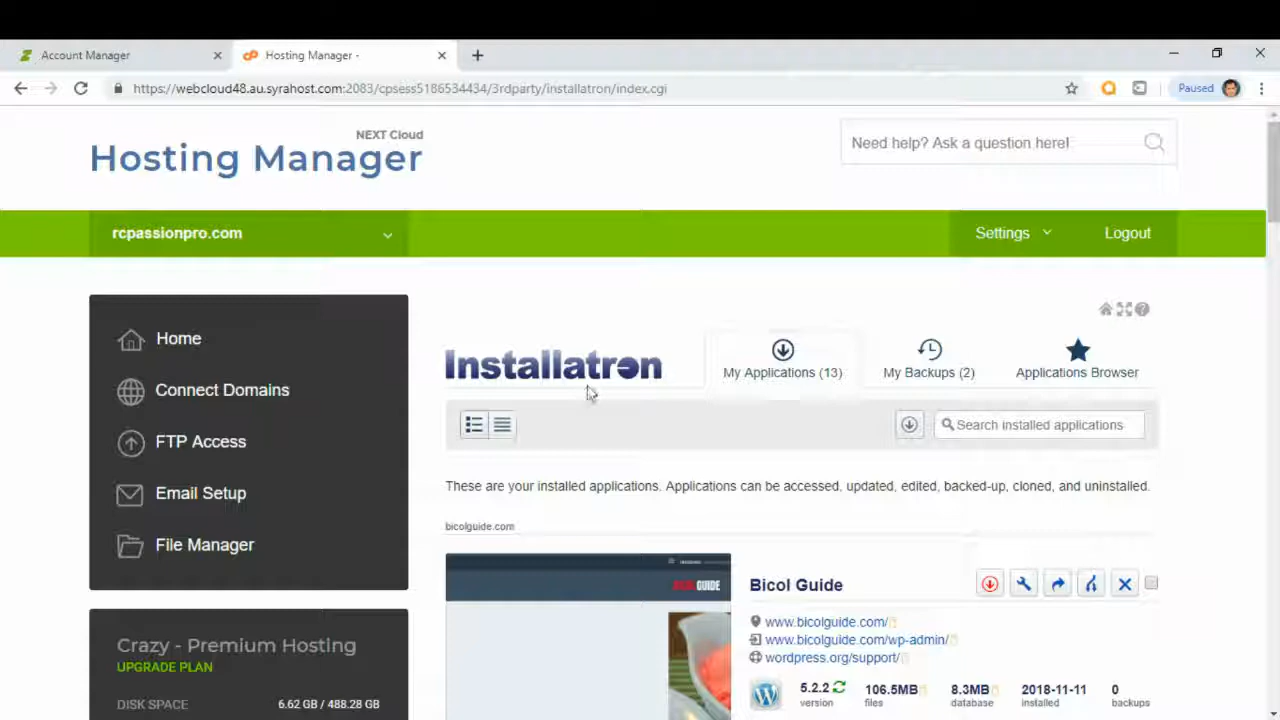 Account Manager
Hosting Manager -
https://webcloud48.au.syrahost.com:2083/cpsess5186534434/3rdparty/installatron/index.cgi
Paused
NEXT Cloud
Hosting Manager
Need help? Ask a question here!
rcpassionpro.com
Settings
Logout
Home
Connect Domains
FTP Access
Email Setup
File Manager
Crazy - Premium Hosting
UPGRADE PLAN
DISK SPACE 6.62 GB / 488.28 GB
Installatron
My Applications (13)
My Backups (2)
Applications Browser
Search installed applications
These are your installed applications. Applications can be accessed, updated, edited, backed-up, cloned, and uninstalled.
bicolguide.com
BICOLGUIDE
Bicol Guide
www.bicolguide.com/
www.bicolguide.com/wp-admin/
wordpress.org/support/
5.2.2 106.5MB 8.3MB 2018-11-11 0
version files database installed backups